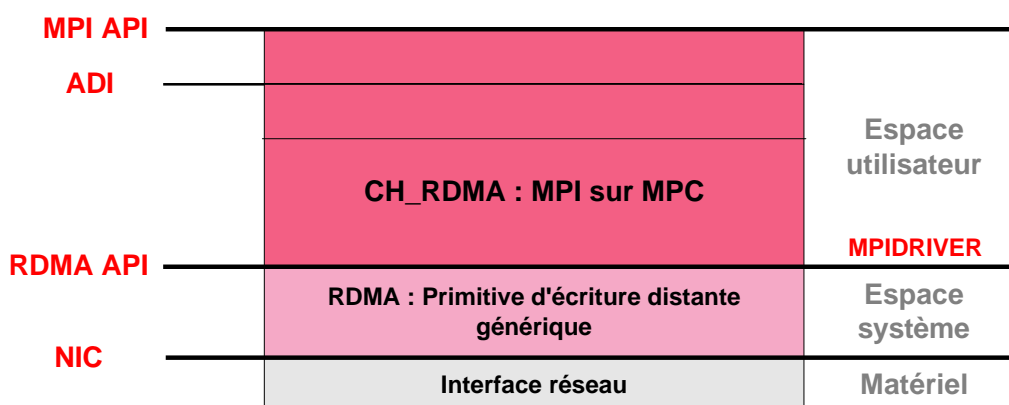 MPI API
ADI
Espace
utilisateur
CH_RDMA : MPI sur MPC
MPIDRIVER
RDMA API
RDMA : Primitive d'écriture distante
générique
Espace
système
NIC
Interface réseau
Matériel